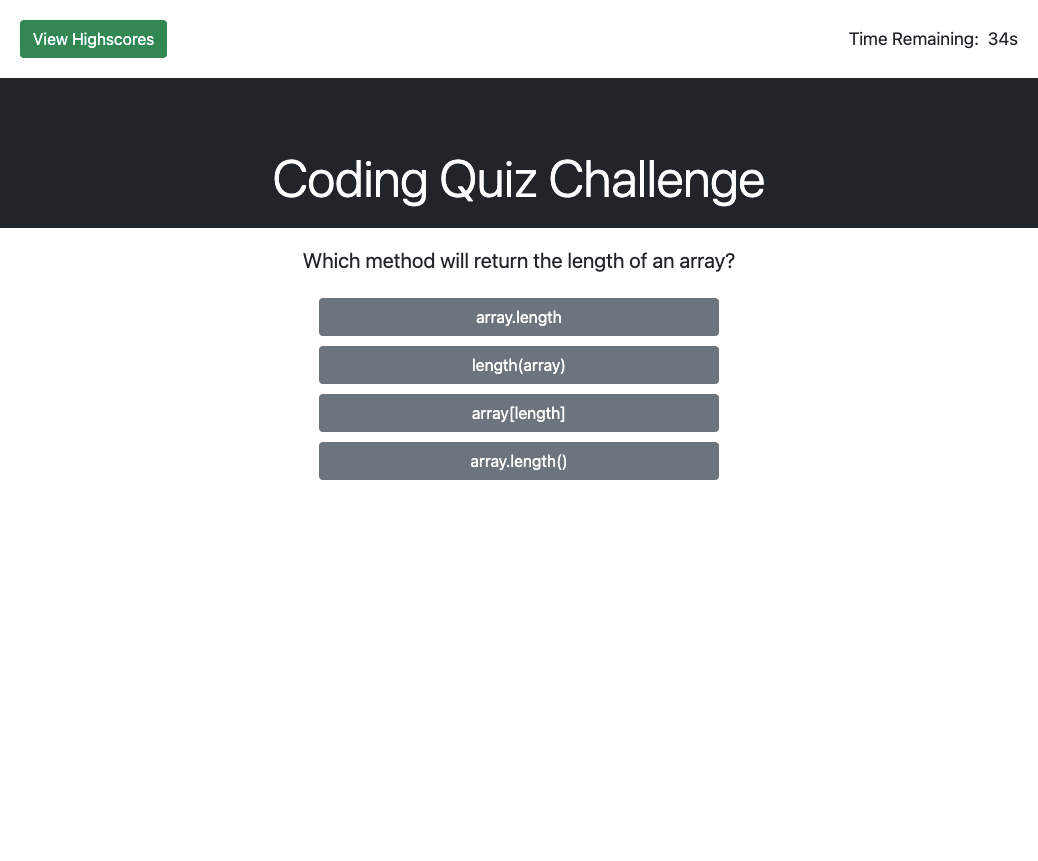 View Highscores
Time Remaining: 34s
Coding Quiz Challenge
Which method will return the length of an array?
array.length
length(array)
array[length]
array.length()